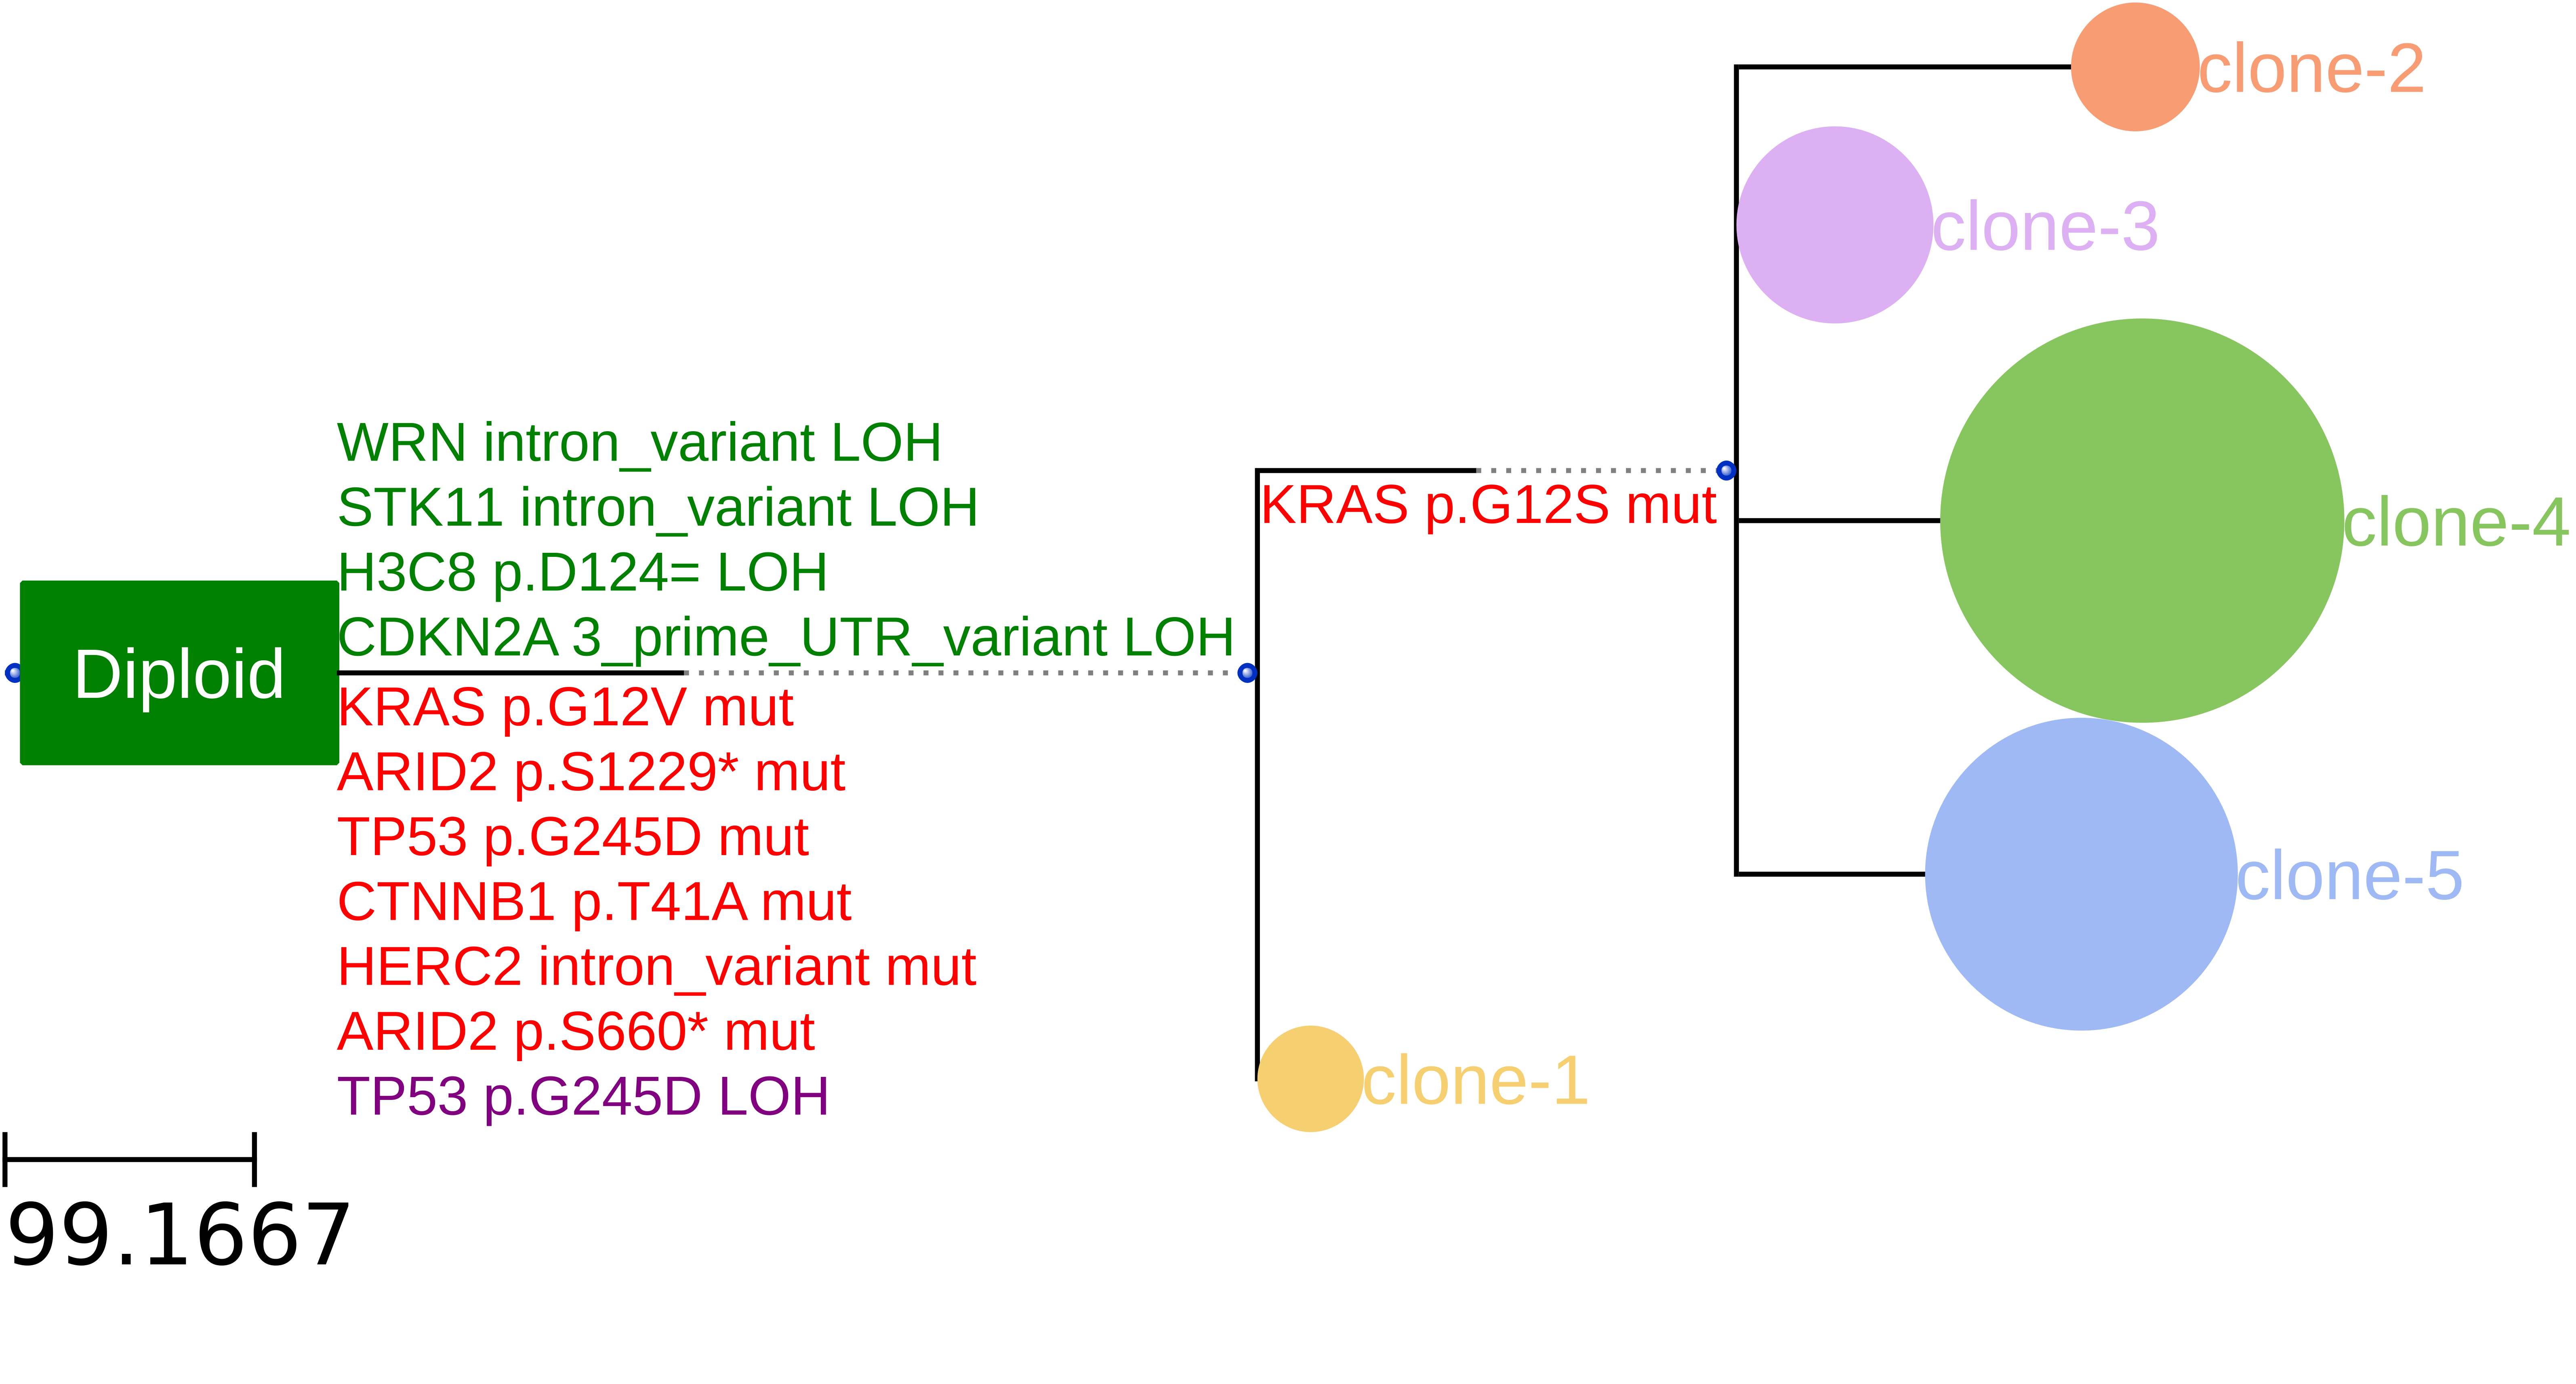 clone-2
clone-3
WRN intron_variant LOH
STK11 intron_variant LOH
H3C8 p.D124= LOH
CDKN2A 3_prime_UTR_variant LOH
KRAS p.G12S mut
clone-4
Diploid
KRAS p.G12V mut
ARID2 p.S1229* mut
TP53 p.G245D mut
CTNNB1 p.T41A mut
HERC2 intron_variant mut
ARID2 p.S660* mut
TP53 p.G245D LOH
clone-5
clone-1
99.1667